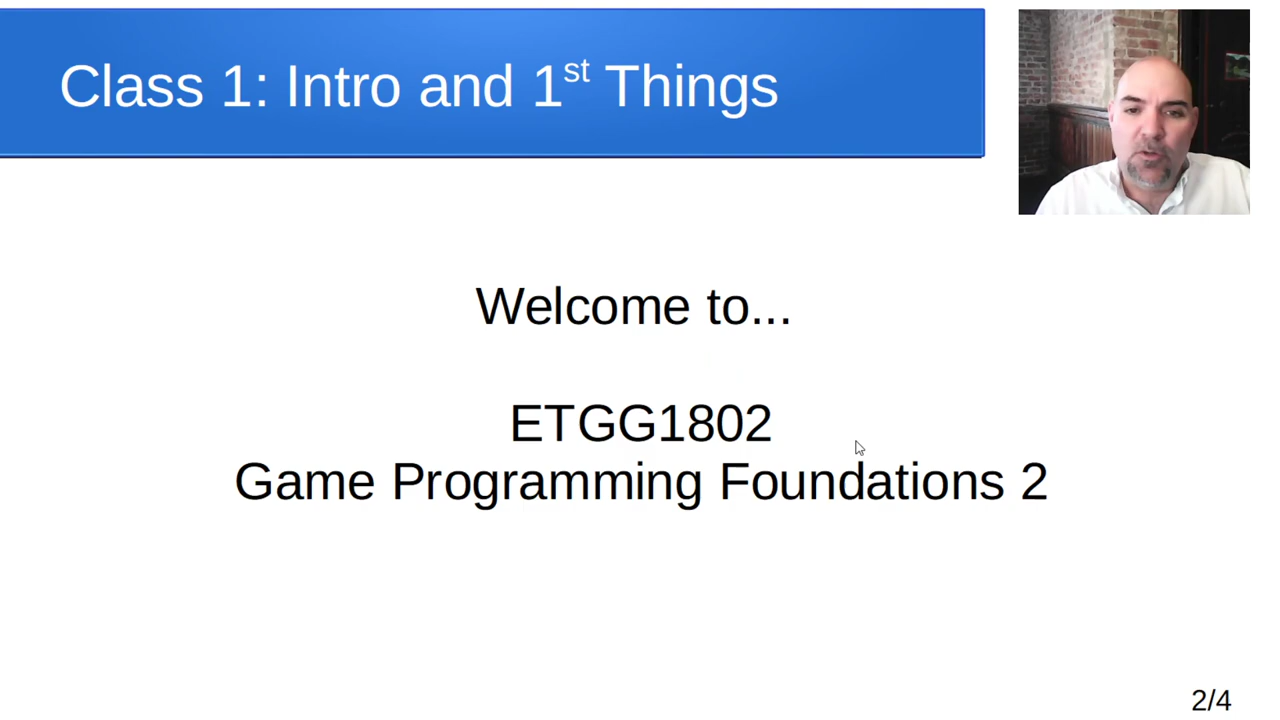 Class 1: Intro and 1st Things
Welcome to...
ETGG1802
Game Programming Foundations 2
2/4